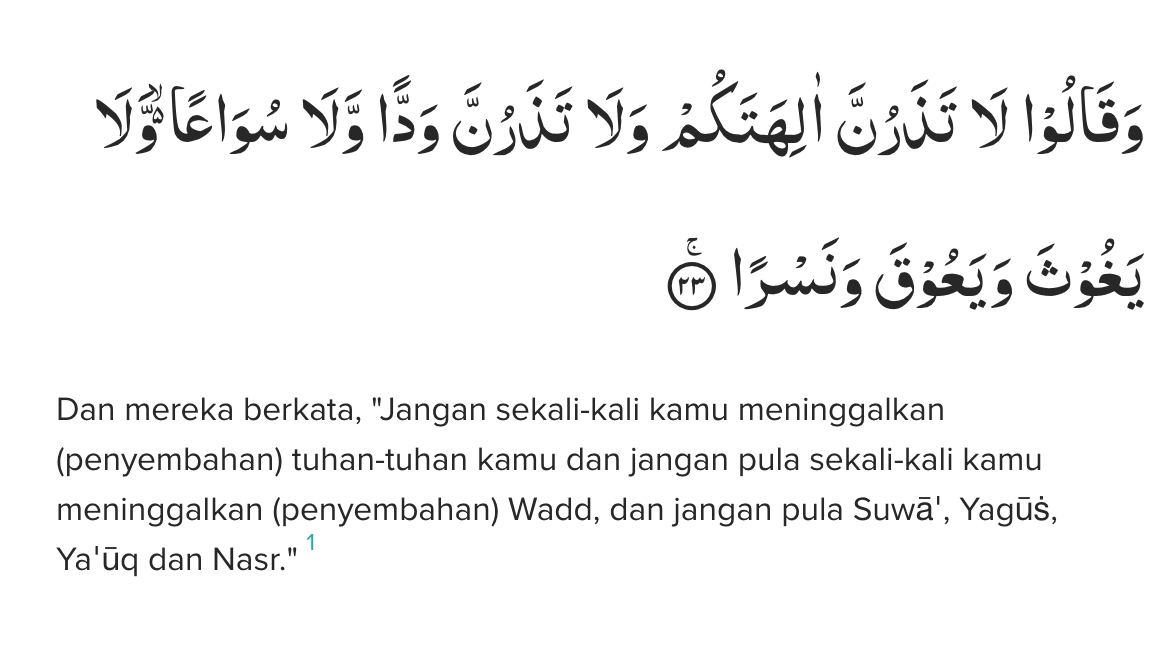 وَقَالُوْا لَا تَذَرُنَّ اٰلِهَتَكُمْ وَلَا تَذَرُنَّ وَدًّا وَّلَا سُوَاعًا ەۙ وَّلَا
يَغُوْثَ وَيَعُوْقَ وَنَسْرًا ۚ ٢٣
Dan mereka berkata, "Jangan sekali-kali kamu meninggalkan
(penyembahan) tuhan-tuhan kamu dan jangan pula sekali-kali kamu
meninggalkan (penyembahan) Wadd, dan jangan pula Suwā', Yagūṡ,
Ya'ūq dan Nasr." 1